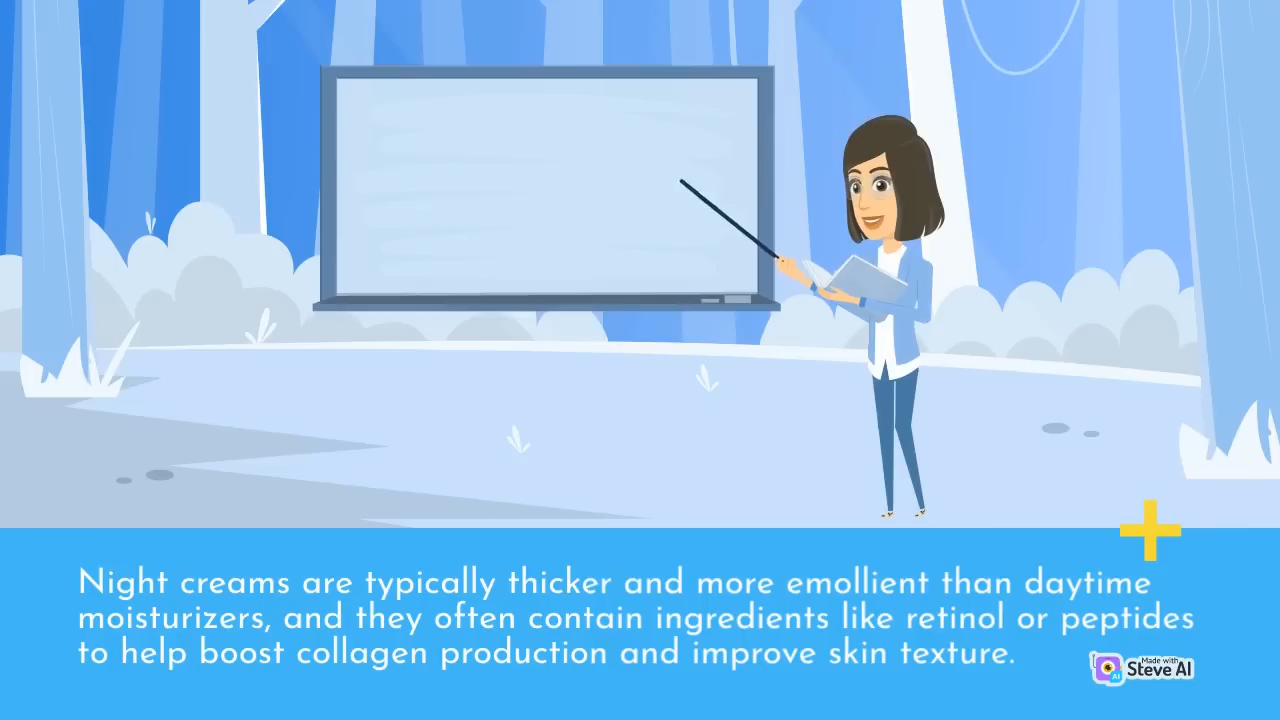 Night creams are typically thicker and more emollient than daytime
moisturizers, and they often contain ingredients like retinol or peptides
to help boost collagen production and improve skin texture.
Made with
Steve AI
AI